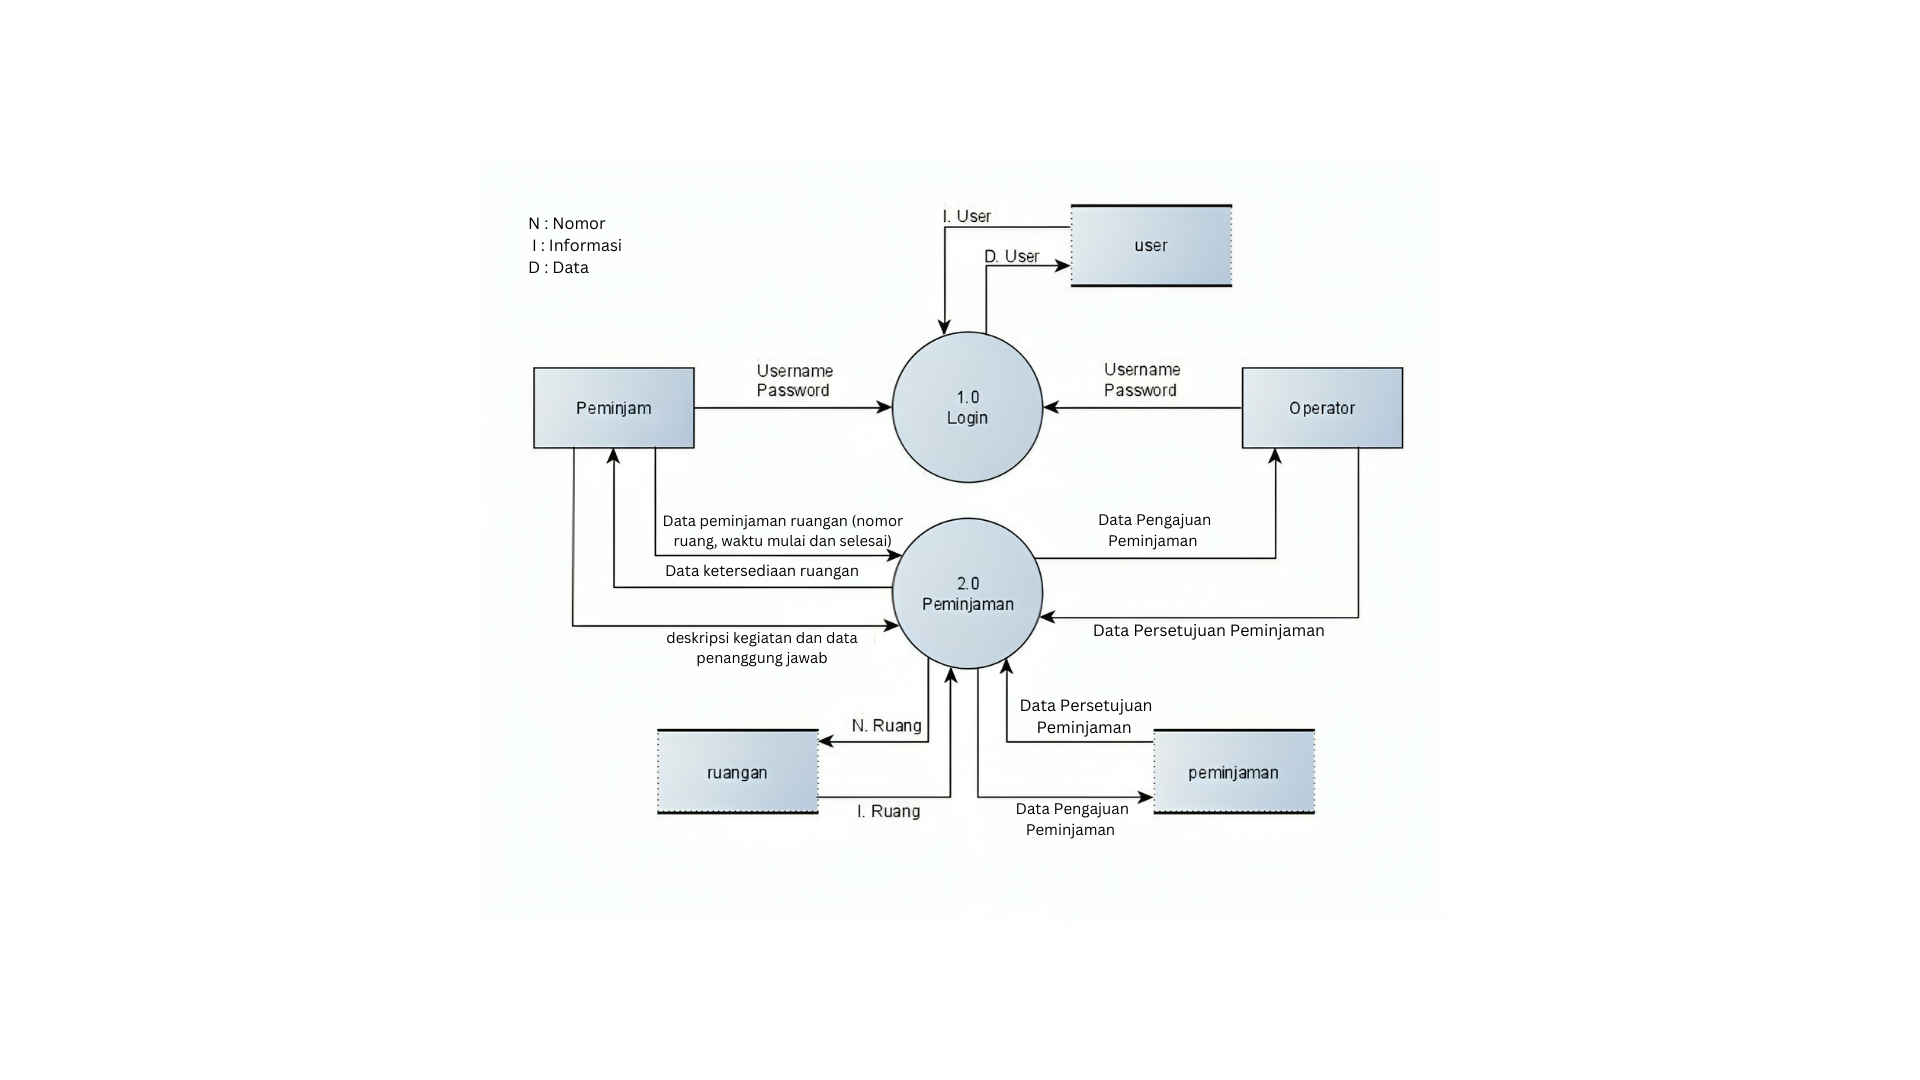 N : Nomor
I : Informasi
D : Data
I. User
D. User
user
Peminjam
Username
Password
1.0
Login
Username
Password
Operator
Data peminjaman ruangan (nomor
ruang, waktu mulai dan selesai)
Data ketersediaan ruangan
deskripsi kegiatan dan data
penanggung jawab
2.0
Peminjaman
Data Pengajuan
Peminjaman
Data Persetujuan Peminjaman
N. Ruang
ruangan
I. Ruang
Data Persetujuan
Peminjaman
peminjaman
Data Pengajuan
Peminjaman